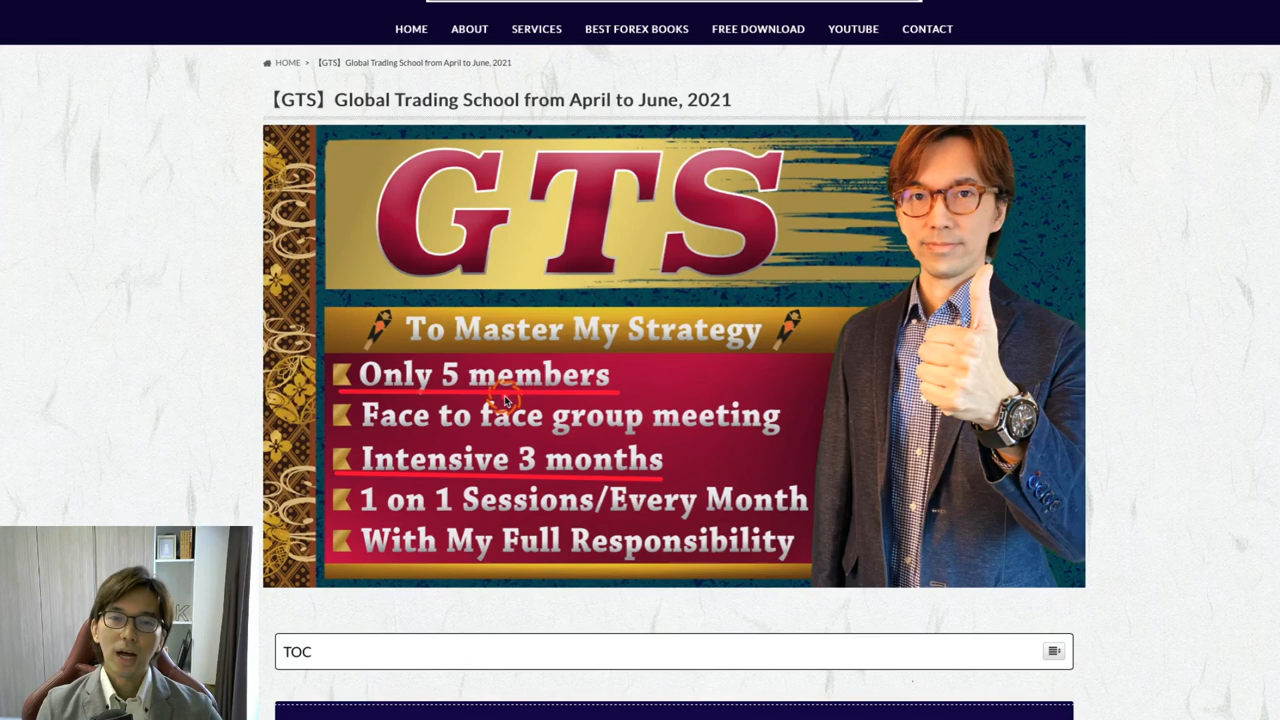 HOME ABOUT SERVICES BEST FOREX BOOKS FREE DOWNLOAD YOUTUBE CONTACT
HOME > 【GTS】Global Trading School from April to June, 2021
【GTS】Global Trading School from April to June, 2021
GTS
To Master My Strategy
Only 5 members
Face to face group meeting
Intensive 3 months
1 on 1 Sessions/Every Month
With My Full Responsibility
TOC